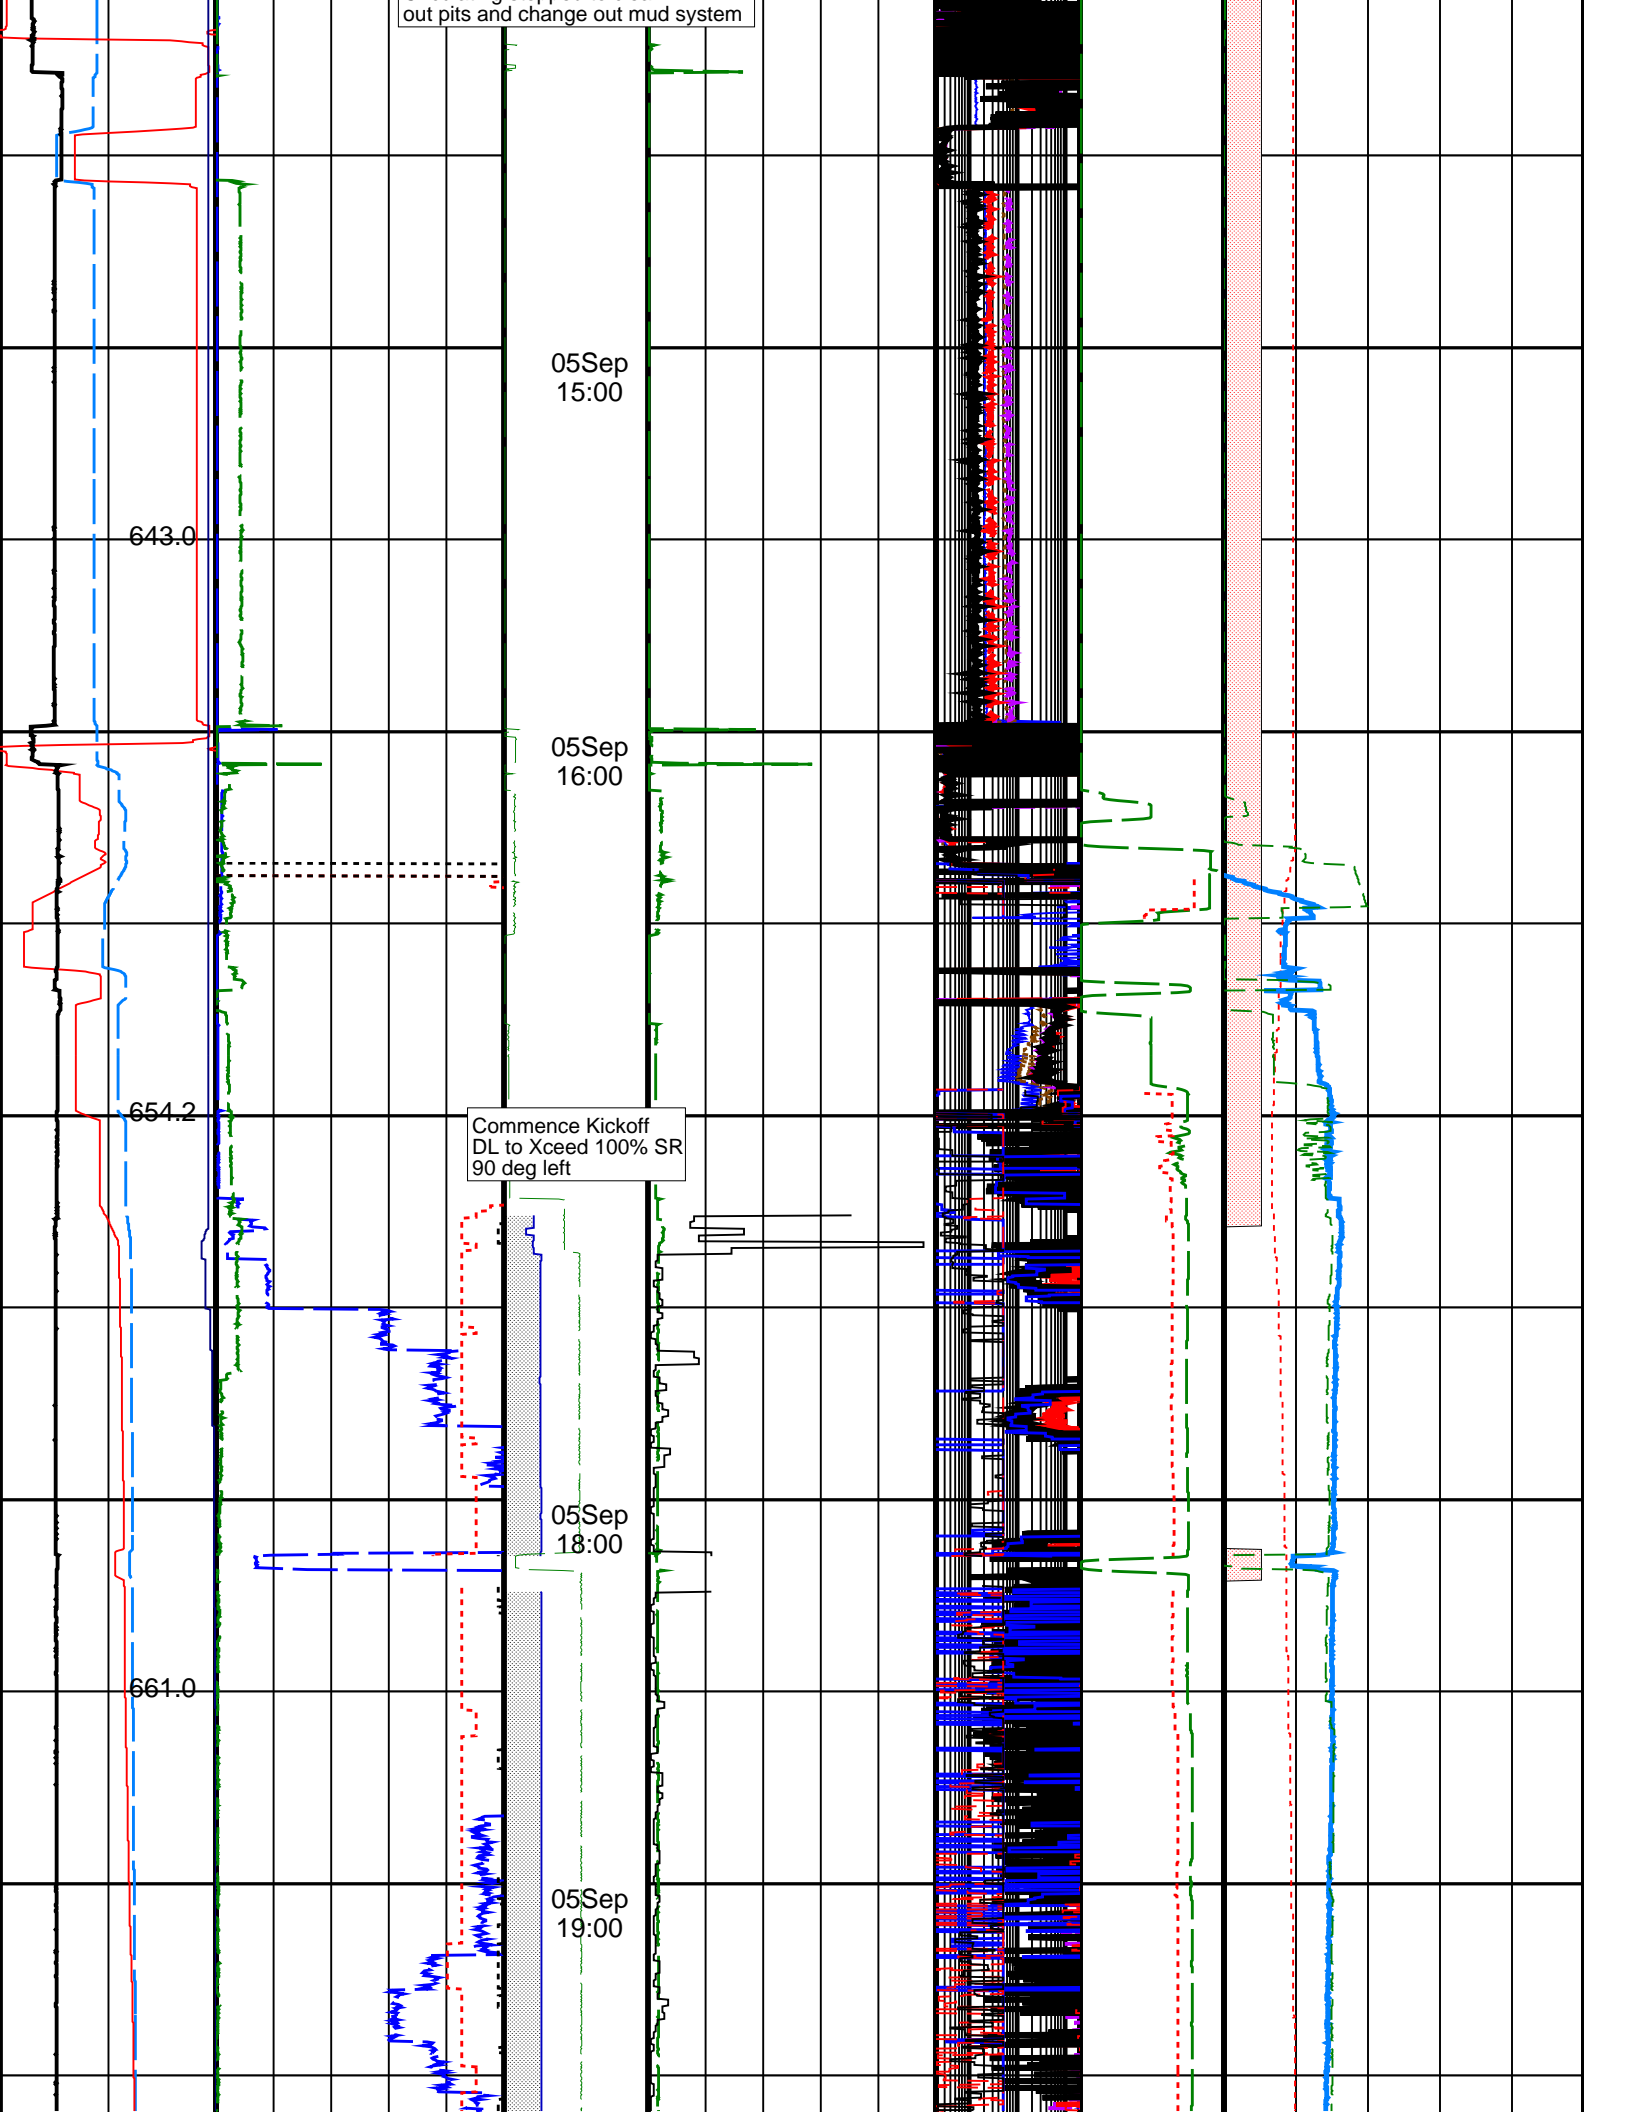 out pits and change out mud system
05Sep
15:00
643.0
05Sep
16:00
654.2
Commence Kickoff
DL to Xceed 100% SR
90 deg left
05Sep
18:00
661.0
05Sep
19:00